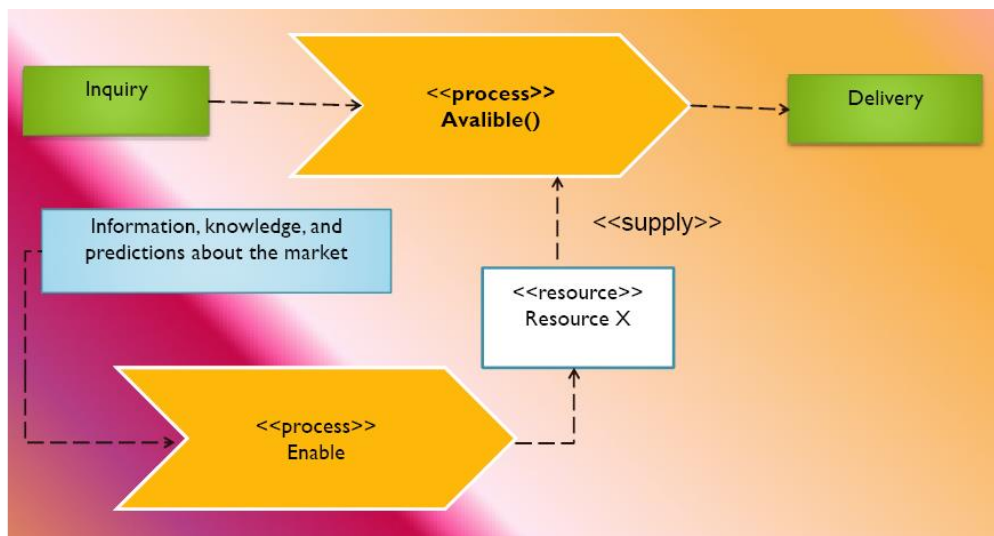 Inquiry
<<process>>
Avalible()
Delivery
Information, knowledge, and
predictions about the market
<<supply>>
<<resource>>
Resource X
<<process>>
Enable